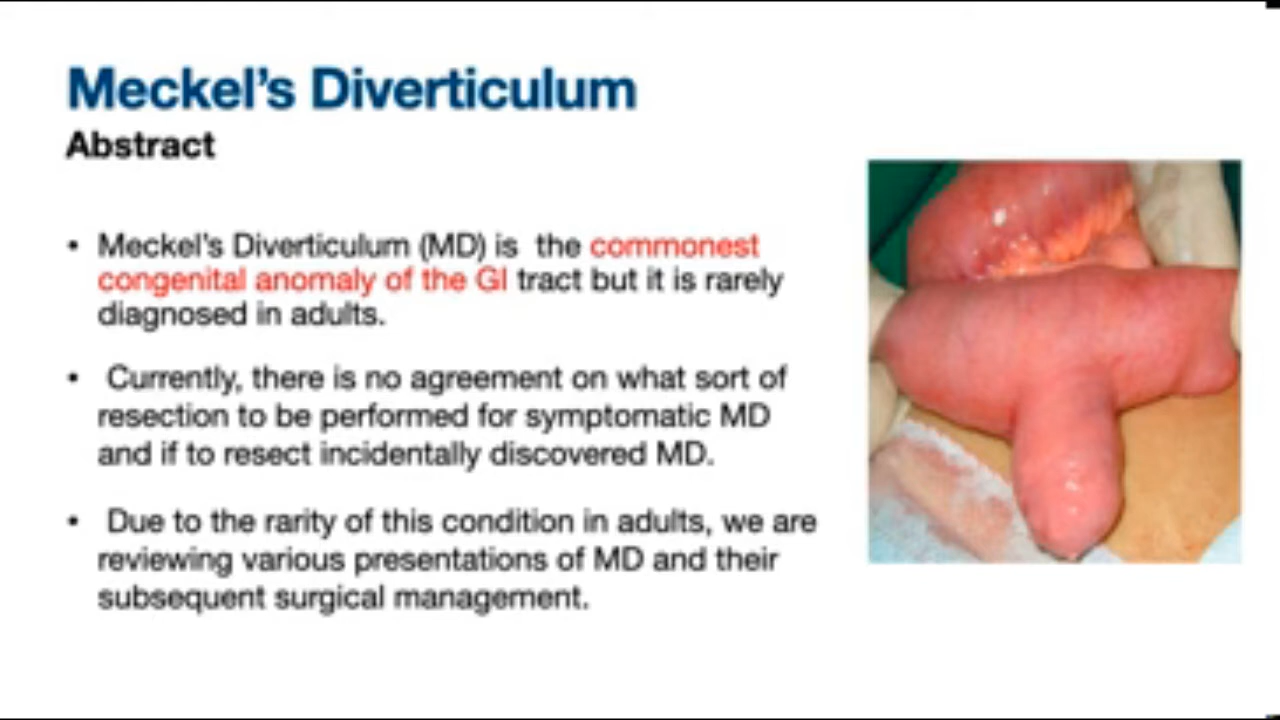 Meckel's Diverticulum
Abstract
• Meckel's Diverticulum (MD) is  the commonest
congenital anomaly of the GI tract but it is rarely
diagnosed in adults.
• Currently, there is no agreement on what sort of
resection to be performed for symptomatic MD
and if to resect incidentally discovered MD.
• Due to the rarity of this condition in adults, we are
reviewing various presentations of MD and their
subsequent surgical management.